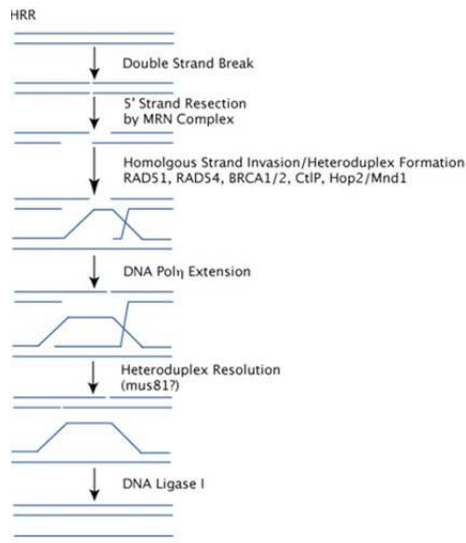 HRR
Double Strand Break
5' Strand Resection
by MRN Complex
Homolgous Strand Invasion/Heteroduplex Formation
RAD51, RAD54, BRCA1/2, CtIP, Hop2/Mnd1
DNA Polη Extension
Heteroduplex Resolution
(mus81?)
DNA Ligase I